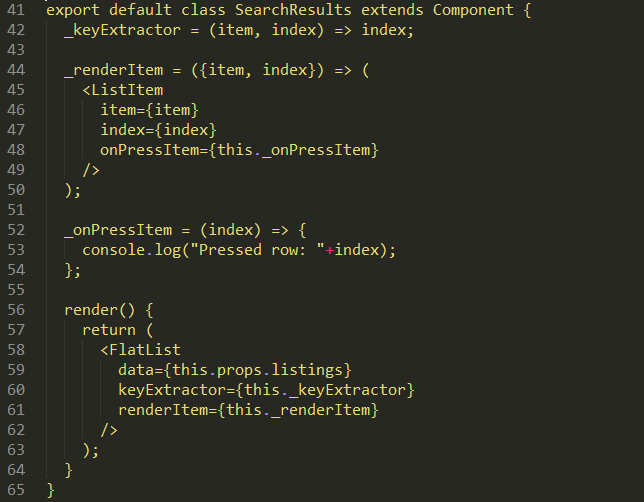 41 export default class SearchResults extends Component {
42   _keyExtractor = (item, index) => index;
43
44   _renderItem = ({item, index}) => (
45     <ListItem
46       item={item}
47       index={index}
48       onPressItem={this._onPressItem}
49     />
50   );
51
52   _onPressItem = (index) => {
53     console.log("Pressed row: "+index);
54   };
55
56   render() {
57     return (
58       <FlatList
59         data={this.props.listings}
60         keyExtractor={this._keyExtractor}
61         renderItem={this._renderItem}
62       />
63     );
64   }
65 }